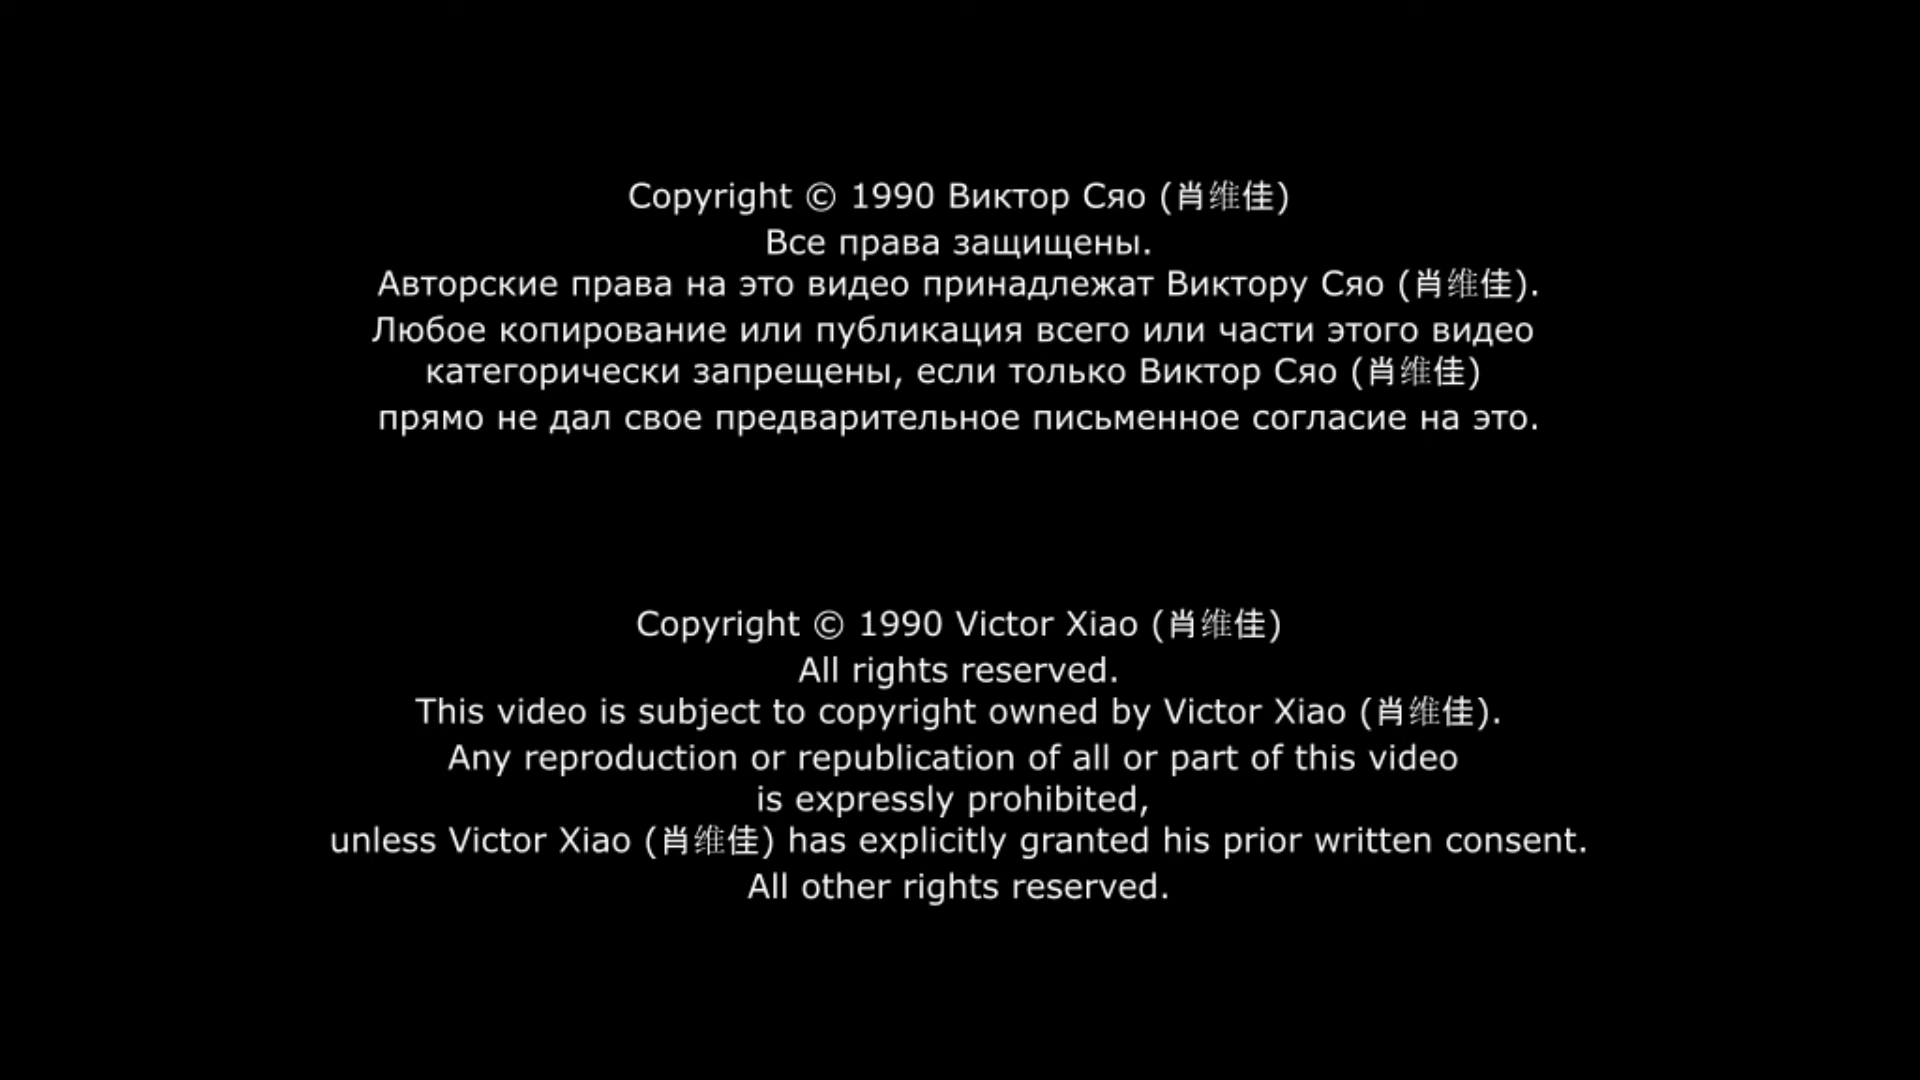 Copyright © 1990 Виктор Сяо (肖维佳)
Все права защищены.
Авторские права на это видео принадлежат Виктору Сяо (肖维佳).
Любое копирование или публикация всего или части этого видео
категорически запрещены, если только Виктор Сяо (肖维佳)
прямо не дал свое предварительное письменное согласие на это.
Copyright © 1990 Victor Xiao (肖维佳)
All rights reserved.
This video is subject to copyright owned by Victor Xiao (肖维佳).
Any reproduction or republication of all or part of this video
is expressly prohibited,
unless Victor Xiao (肖维佳) has explicitly granted his prior written consent.
All other rights reserved.